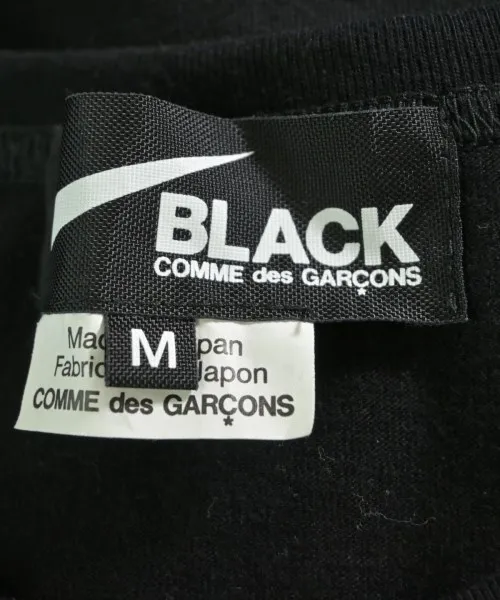 BLACK
COMME des GARÇONS
M
Mad pan
Fabric Japon
COMME des GARÇONS